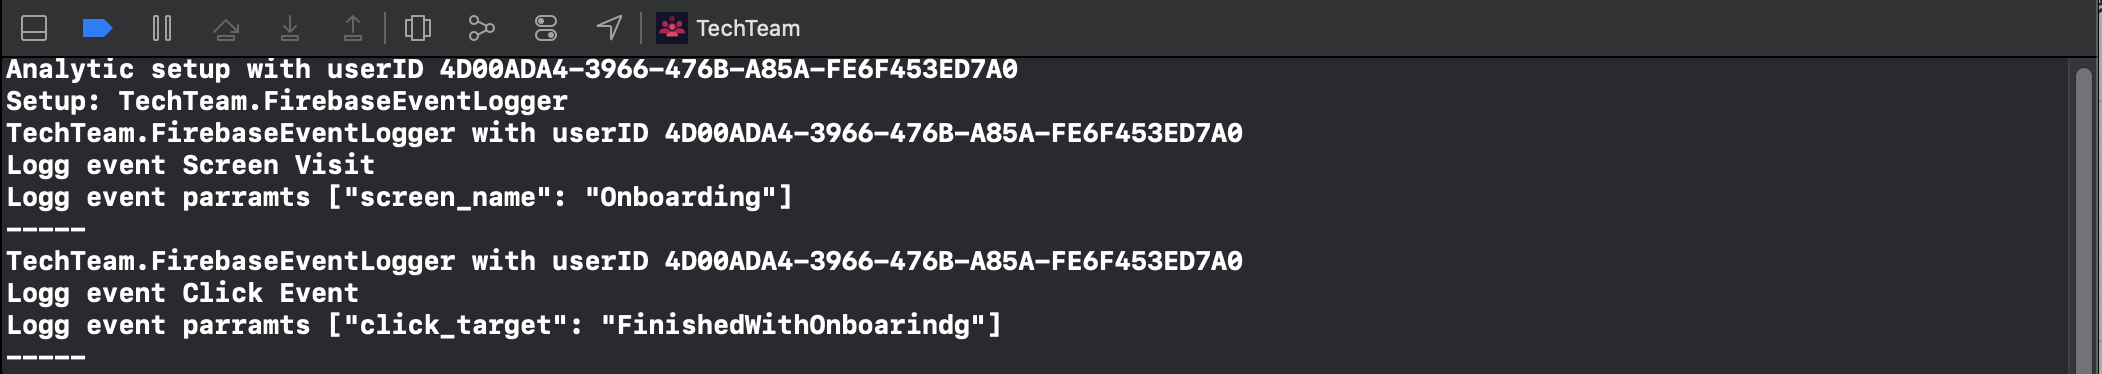 TechTeam
Analytic setup with userID 4D00ADA4-3966-476B-A85A-FE6F453ED7A0
Setup: TechTeam.FirebaseEventLogger
TechTeam.FirebaseEventLogger with userID 4D00ADA4-3966-476B-A85A-FE6F453ED7A0
Logg event Screen Visit
Logg event parramts ["screen_name": "Onboarding"]
-----
TechTeam.FirebaseEventLogger with userID 4D00ADA4-3966-476B-A85A-FE6F453ED7A0
Logg event Click Event
Logg event parramts ["click_target": "FinishedWithOnboarindg"]
-----